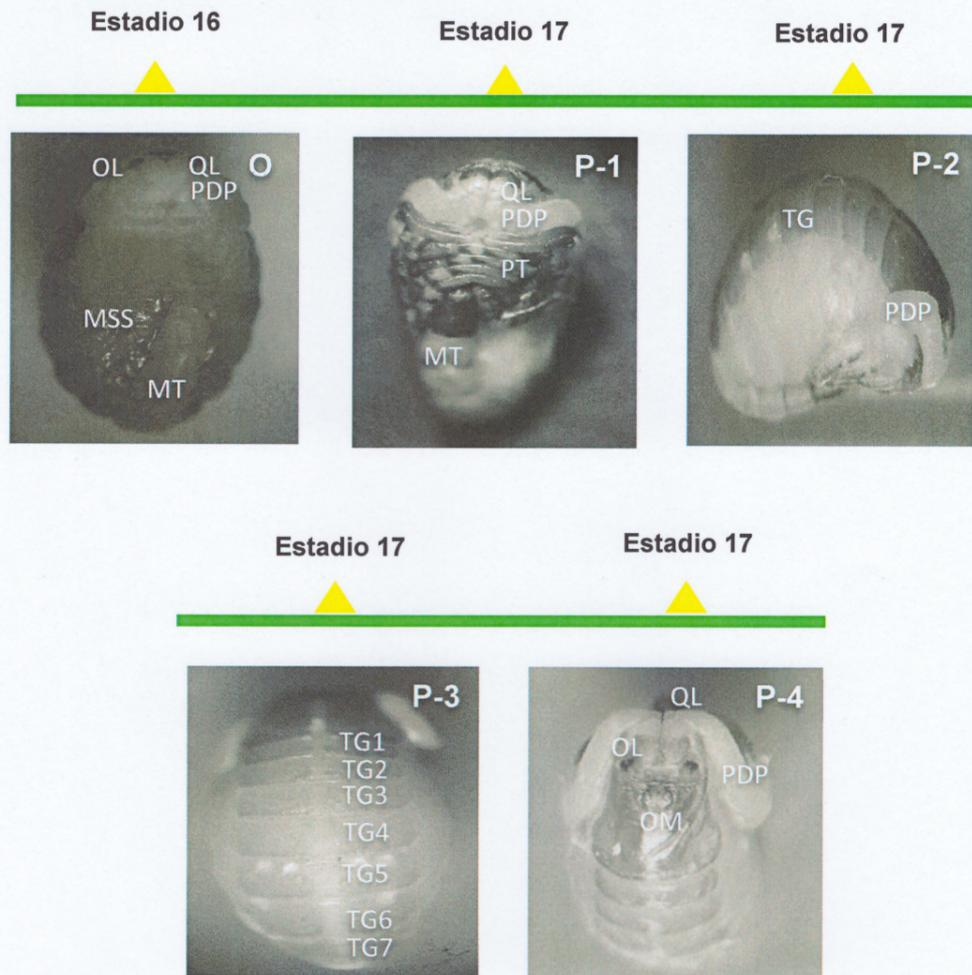 Estadio 16
Estadio 17
Estadio 17
OL QL O
PDP
MSS
MT
P-1
QL
PDP
PT
MT
P-2
TG
PDP
Estadio 17
Estadio 17
P-3
TG1
TG2
TG3
TG4
TG5
TG6
TG7
QL P-4
OL
PDP
OM